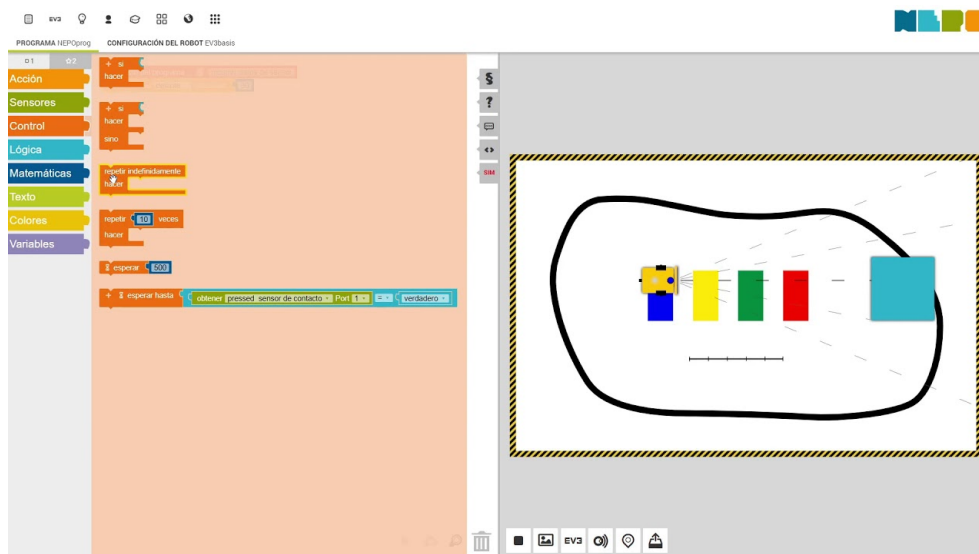 EV3
NEPO
PROGRAMA NEPOprog CONFIGURACIÓN DEL ROBOT EV3basis
1 2
Acción
Sensores
Control
Lógica
Matemáticas
Texto
Colores
Variables
+ si
hacer
+ si
hacer
sino
repetir indefinidamente
hacer
repetir 10 veces
hacer
esperar 500
+ esperar hasta obtener pressed sensor de contacto Port 1 = verdadero
?
SIM
EV3